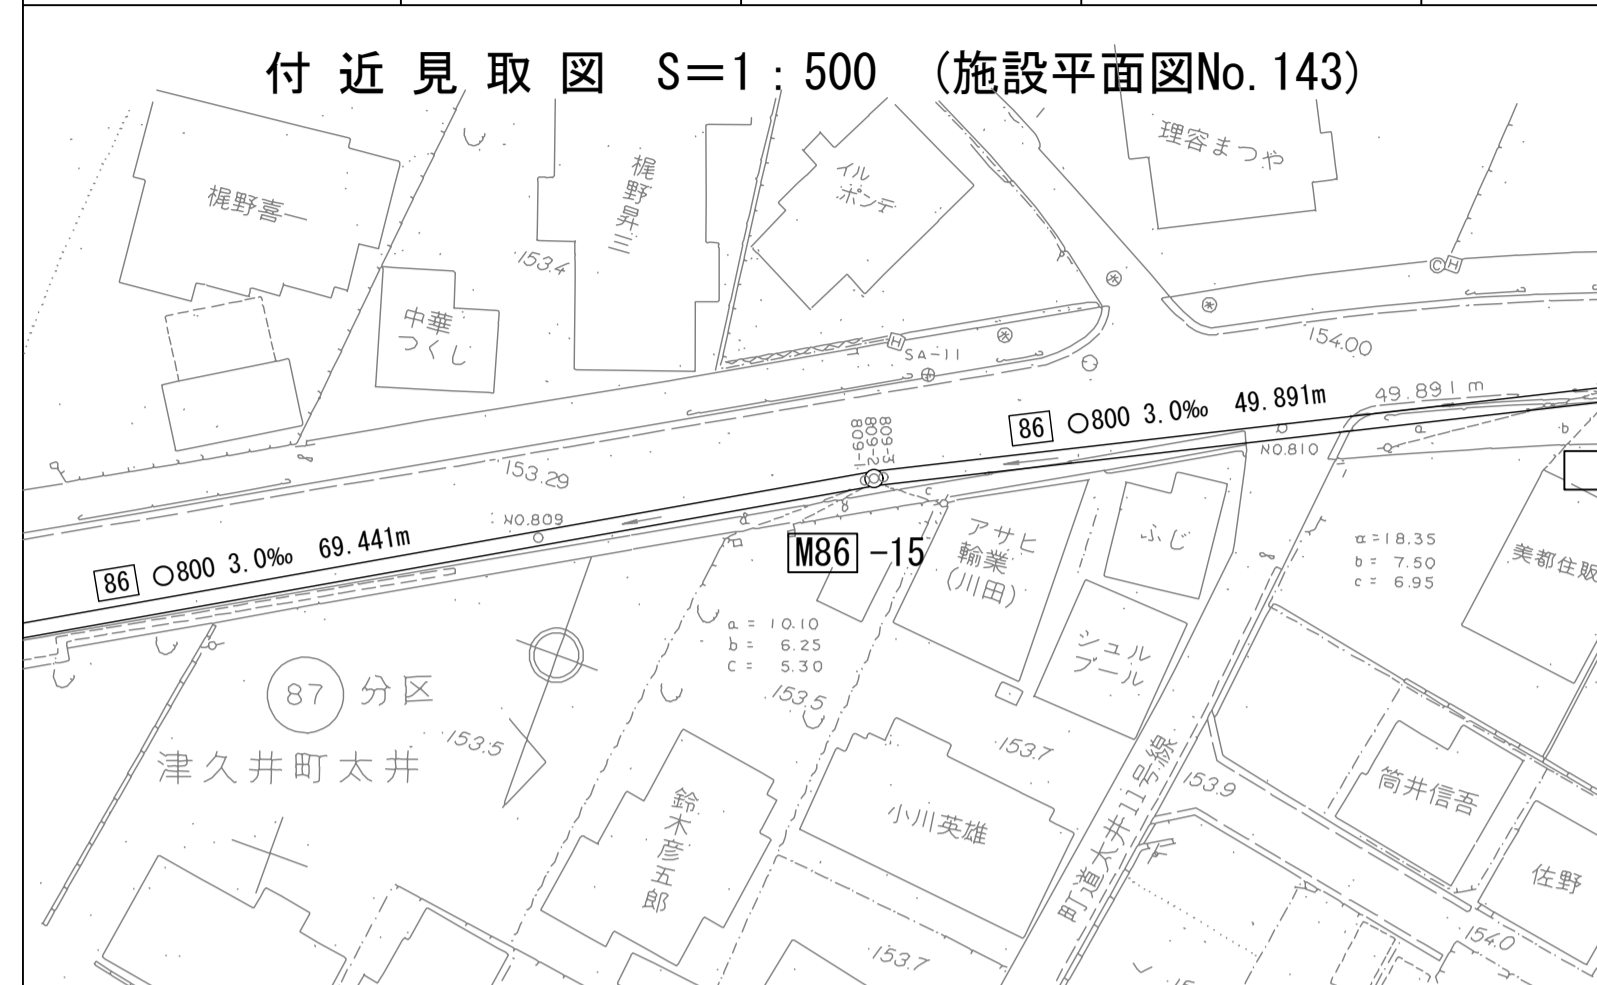 付近見取図 S=1:500 (施設平面図No.143)
梶野喜一
梶野昇三
イル
ポンテ
理容まつや
中華
つくし
153.4
SA-11
154.00
49.891 m
86 ○800 3.0‰ 49.891m
809-1
809-2
809-3
NO.810
a
b
153.29
NO.809
a
b
c
86 ○800 3.0‰ 69.441m
M86 -15
アサヒ
輸業
(川田)
ふじ
a=18.35
b= 7.50
c= 6.95
美都住販
シュル
ブール
a = 10.10
b = 6.25
c = 5.30
153.5
87 分区
津久井町太井
153.5
153.7
町道太井11号線
153.9
筒井信吾
鈴木彦五郎
小川英雄
佐野
154.0
153.7